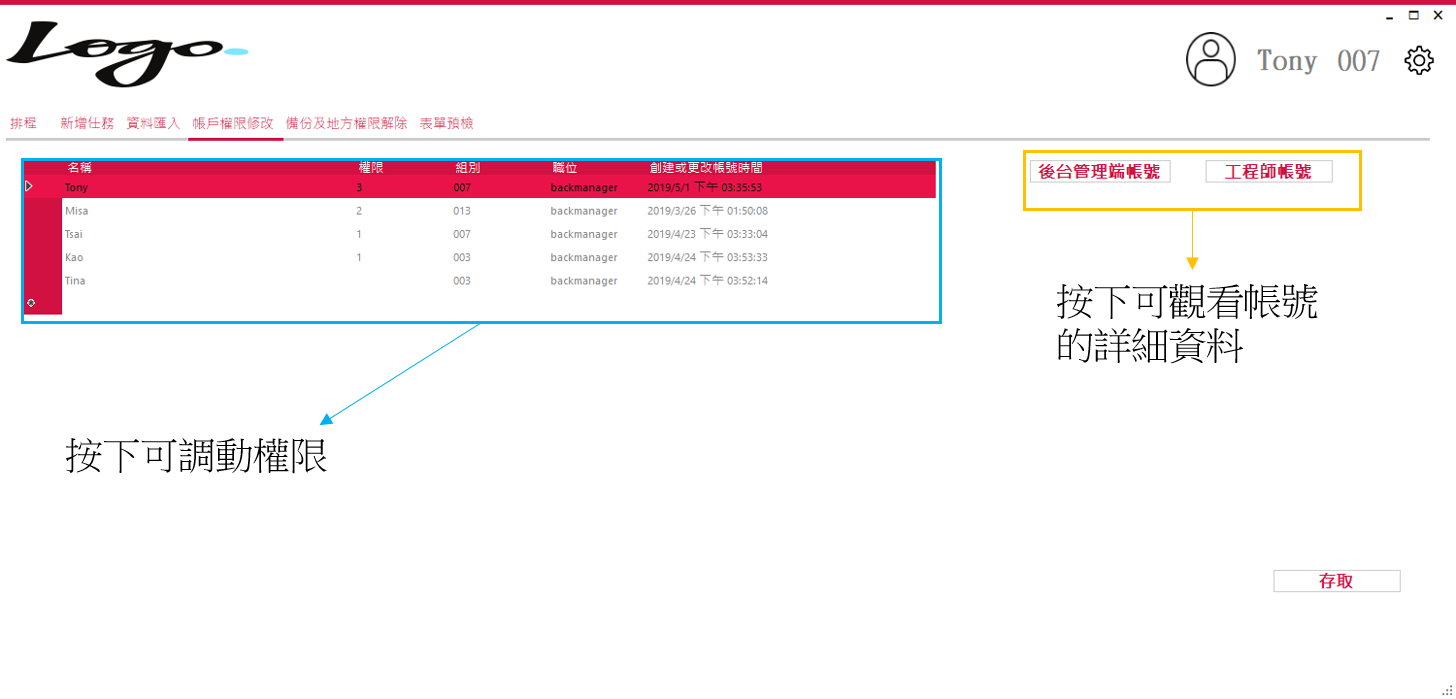 Logo
Tony 007
排程 新增任務 資料匯入 帳戶權限修改 備份及地方權限解除 表單預檢
名稱 權限 組別 職位 創建或更改帳號時間
Tony 3 007 backmanager 2019/5/1 下午 03:35:53
Misa 2 013 backmanager 2019/3/26 下午 01:50:08
Tsai 1 007 backmanager 2019/4/23 下午 03:33:04
Kao 1 003 backmanager 2019/4/24 下午 03:53:33
Tina 003 backmanager 2019/4/24 下午 03:52:14
後台管理端帳號 工程師帳號
按下可觀看帳號
的詳細資料
按下可調動權限
存取